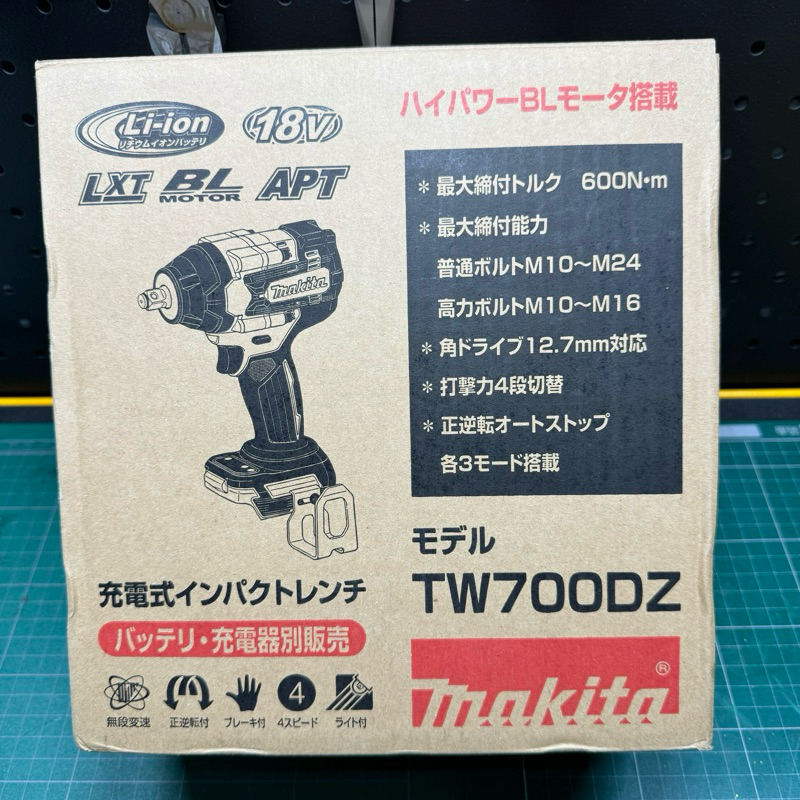 Li-ion
リチウムイオンバッテリ
18V
LXT BL MOTOR APT
makita
充電式インパクトレンチ
バッテリ・充電器別販売
無段変速
正逆転付
ブレーキ付
4
4スピード
ライト付
ハイパワーBLモータ搭載
＊最大締付トルク 600N・m
＊最大締付能力
普通ボルトM10～M24
高力ボルトM10～M16
＊角ドライブ12.7mm対応
＊打撃力4段切替
＊正逆転オートストップ
各3モード搭載
モデル
TW700DZ
makita®